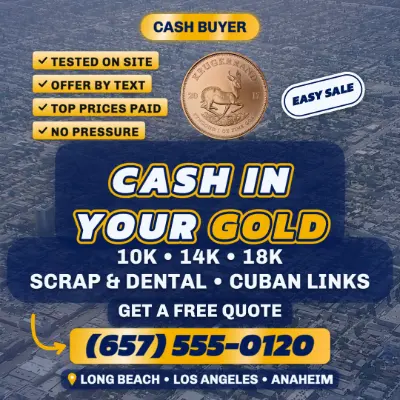 CASH BUYER
✓ TESTED ON SITE
✓ OFFER BY TEXT
✓ TOP PRICES PAID
✓ NO PRESSURE
KRUGERRAND
EASY SALE
CASH IN
YOUR GOLD
10K • 14K • 18K
SCRAP & DENTAL • CUBAN LINKS
GET A FREE QUOTE
(657) 555-0120
LONG BEACH • LOS ANGELES • ANAHEIM